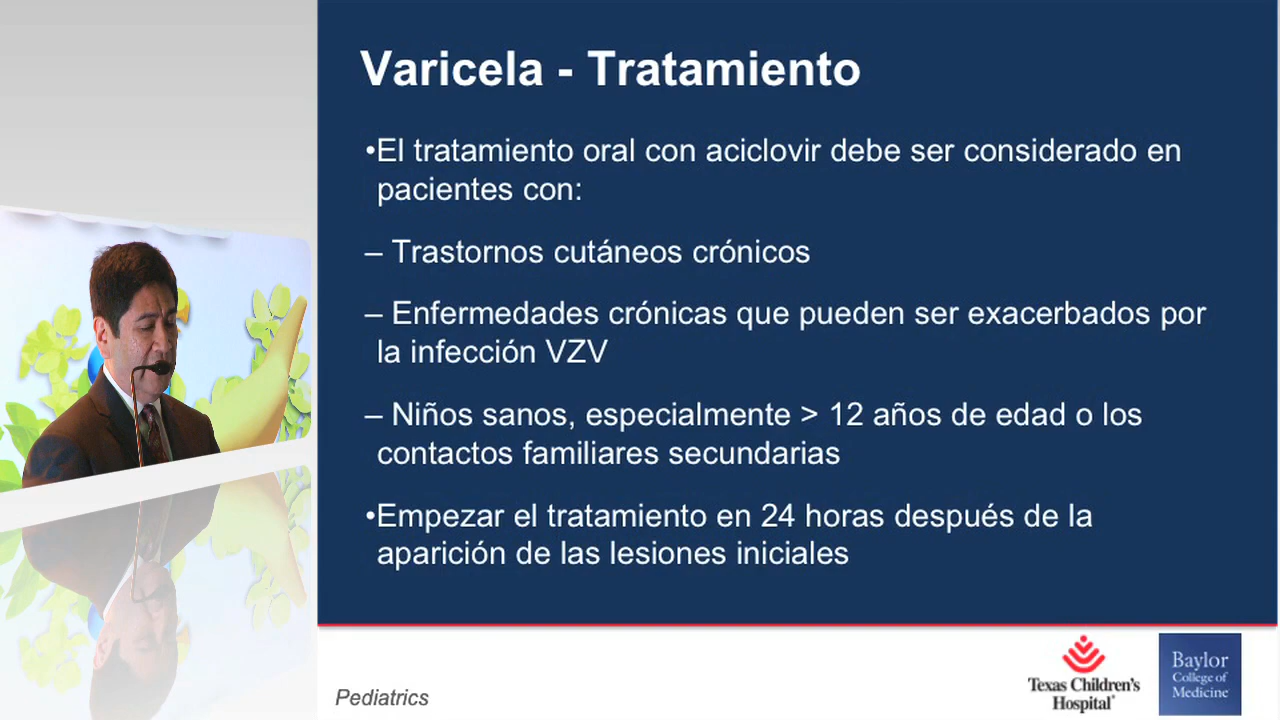 Varicela - Tratamiento
•El tratamiento oral con aciclovir debe ser considerado en
pacientes con:
– Trastornos cutáneos crónicos
– Enfermedades crónicas que pueden ser exacerbados por
la infección VZV
– Niños sanos, especialmente > 12 años de edad o los
contactos familiares secundarias
•Empezar el tratamiento en 24 horas después de la
aparición de las lesiones iniciales
Pediatrics
Texas Children's
Hospital
Baylor
College of
Medicine